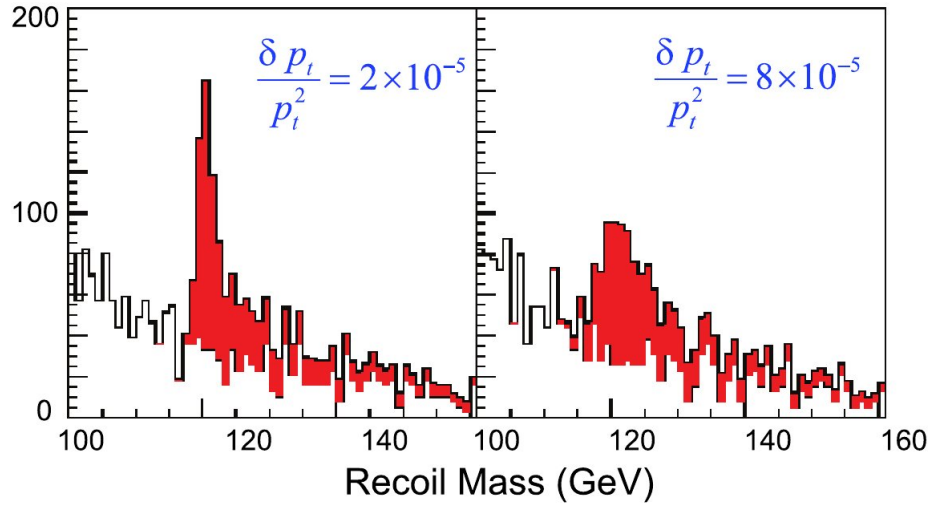 200
100
0
δ p_t / p_t^2 = 2×10^−5
δ p_t / p_t^2 = 8×10^−5
100 120 140 100 120 140 160
Recoil Mass (GeV)